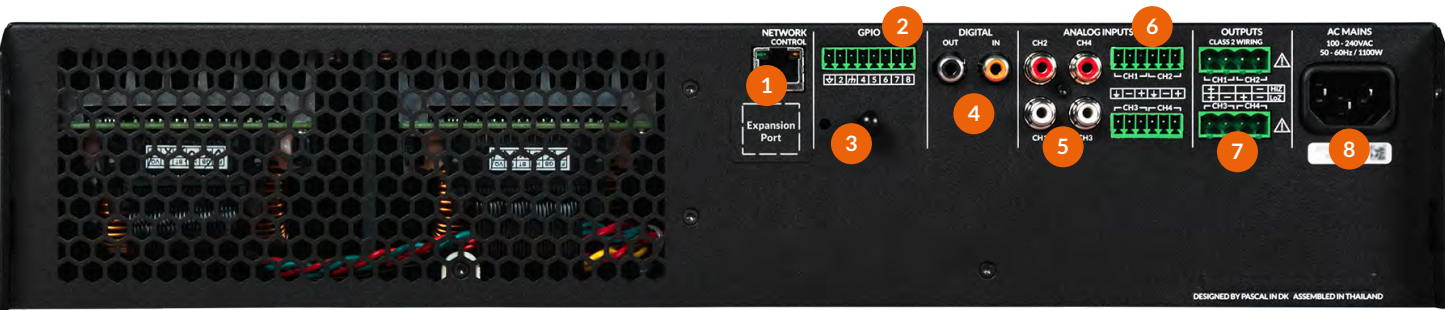 NETWORK
CONTROL
1
Expansion
Port
GPIO
2
2 4 5 6 7 8
3
DIGITAL
OUT IN
4
ANALOG INPUTS
6
CH2 CH4
CH1 CH2
CH3 CH4
CH3
5
OUTPUTS
CLASS 2 WIRING
CH1 CH2
+ − HiZ
+ − + − LoZ
CH3 CH4
7
AC MAINS
100 - 240VAC
50 - 60Hz / 1100W
8
DESIGNED BY PASCAL IN DK ASSEMBLED IN THAILAND